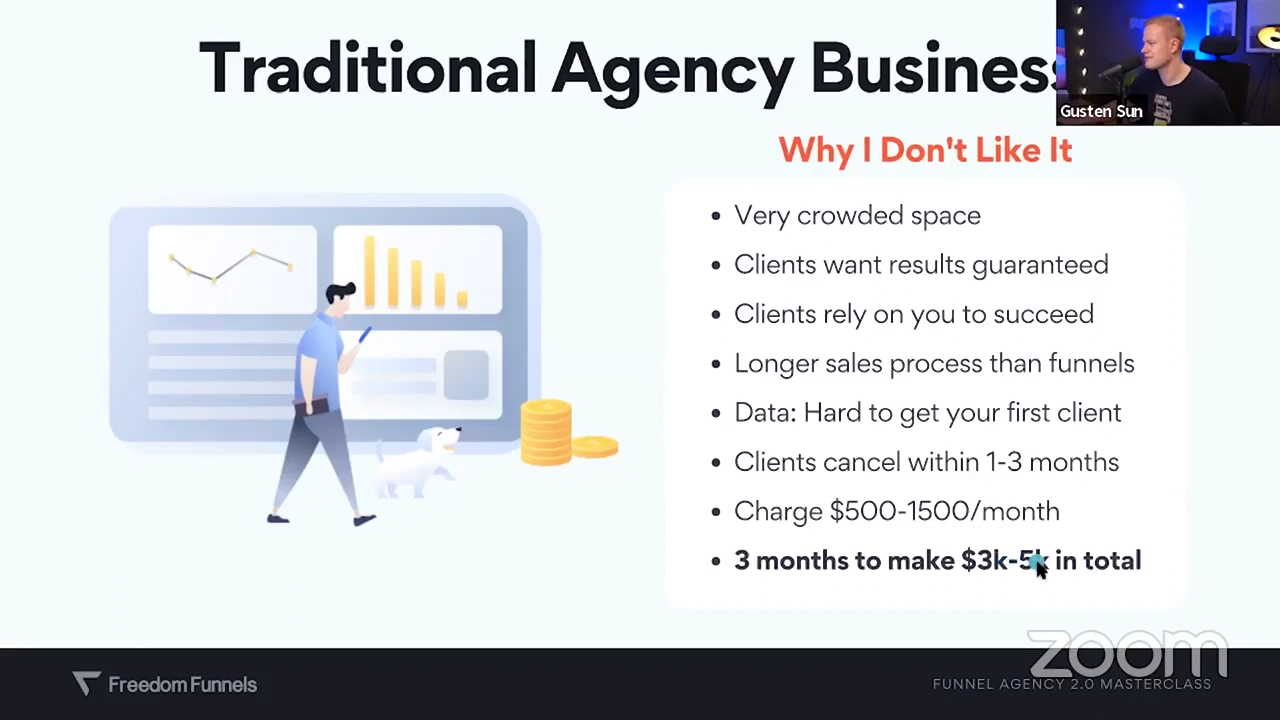 Traditional Agency Business
Gusten Sun
Why I Don't Like It
• Very crowded space
• Clients want results guaranteed
• Clients rely on you to succeed
• Longer sales process than funnels
• Data: Hard to get your first client
• Clients cancel within 1-3 months
• Charge $500-1500/month
• 3 months to make $3k-5k in total
zoom
Freedom Funnels
FUNNEL AGENCY 2.0 MASTERCLASS